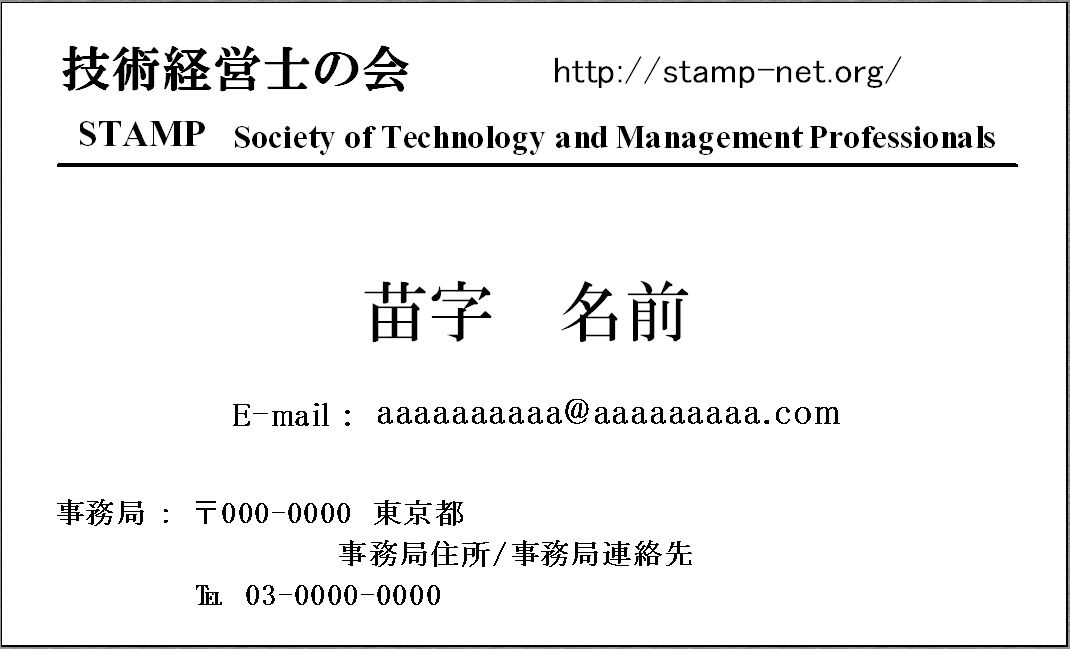 技術経営士の会 http://stamp-net.org/
STAMP Society of Technology and Management Professionals
苗字　名前
E-mail : aaaaaaaaaa@aaaaaaaaa.com
事務局 : 〒000-0000 東京都
事務局住所/事務局連絡先
℡ 03-0000-0000